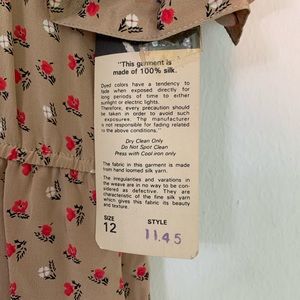 "This garment is
made of 100% silk.
Dyed colors have a tendency to
fade when exposed directly for
long periods of time to either
sunlight or electric lights.
Therefore, every precaution should
be taken in order to avoid such
exposures. The manufacturer
is not responsible for fading related
to the above conditions."
Dry Clean Only
Do Not Spot Clean
Press with Cool iron only
The fabric in this garment is made
from hand loomed silk yarn.
The irregularities and variations in
the weave are in no way to be con-
sidered as defective. They are
characteristic of the fine silk yarn
which gives this fabric its beauty
and texture.
SIZE STYLE
12 1145